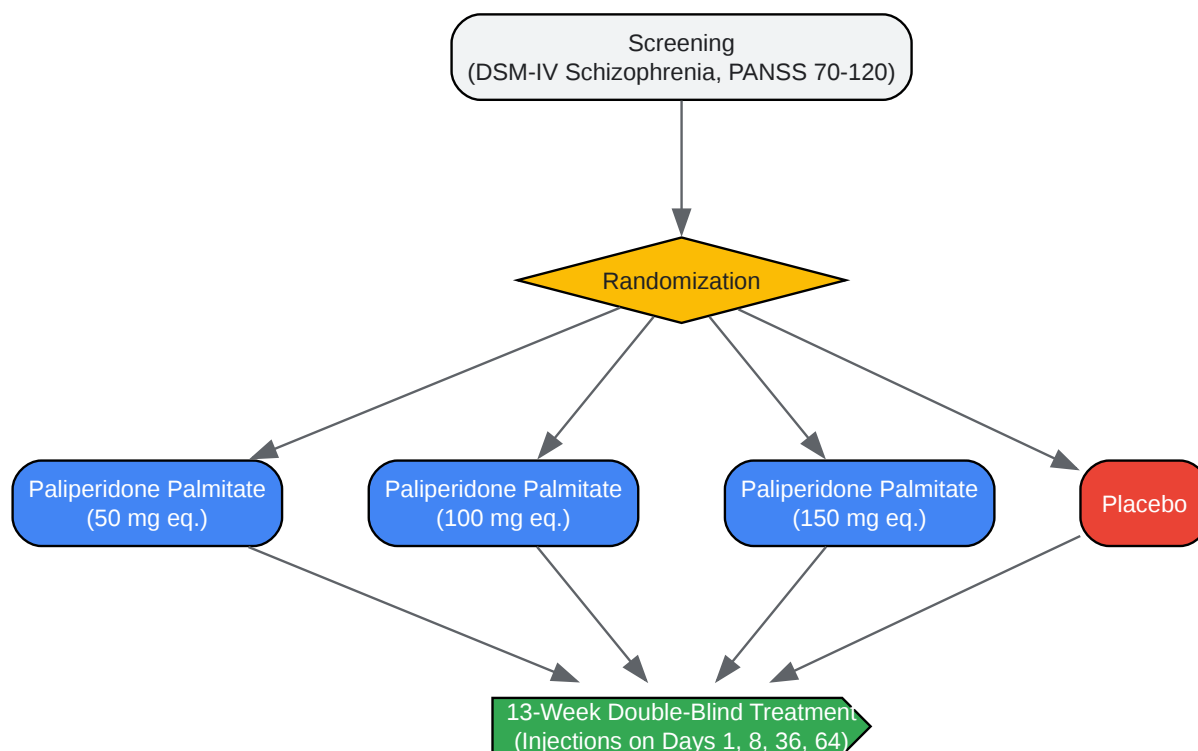 Screening
(DSM-IV Schizophrenia, PANSS 70-120)
Randomization
Paliperidone Palmitate
(50 mg eq.)
Paliperidone Palmitate
(100 mg eq.)
Paliperidone Palmitate
(150 mg eq.)
Placebo
13-Week Double-Blind Treatment
(Injections on Days 1, 8, 36, 64)